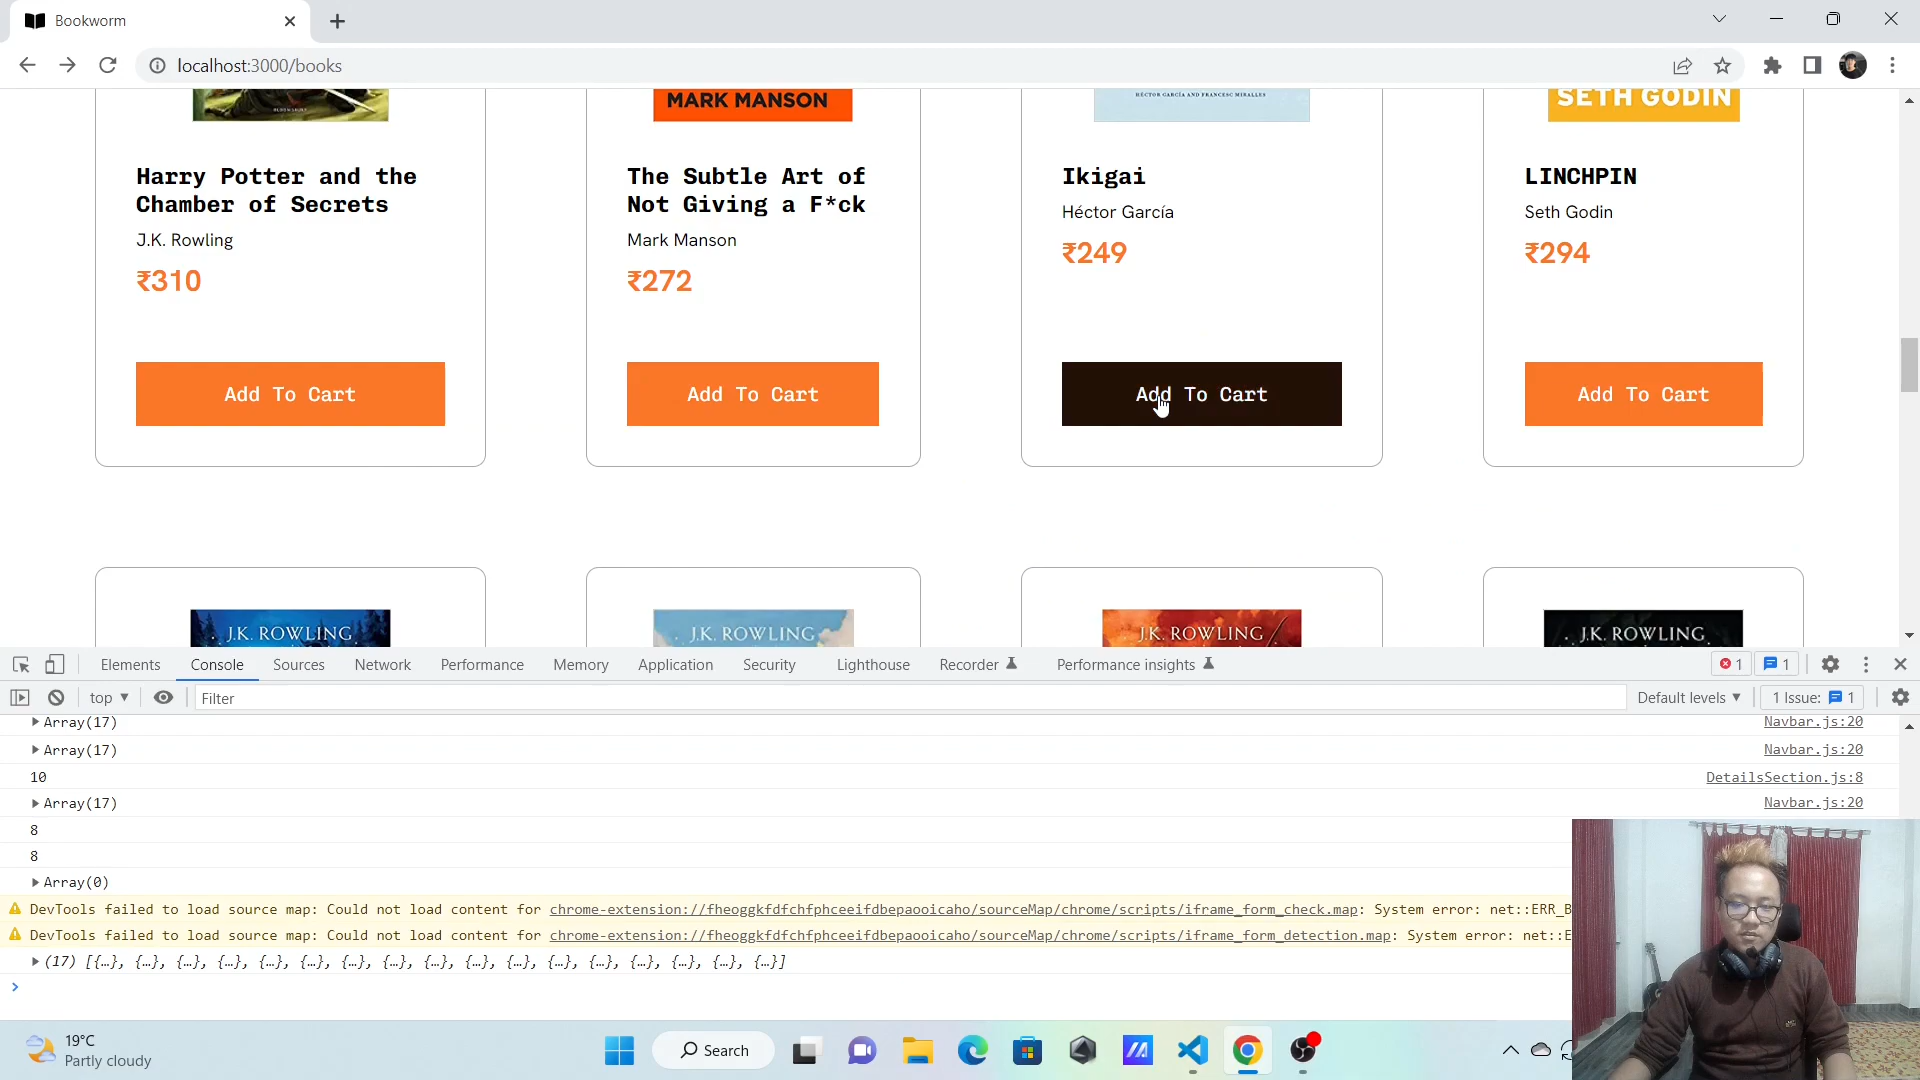 Bookworm
localhost:3000/books
MARK MANSON
HÉCTOR GARCÍA AND FRANCESC MIRALLES
SETH GODIN
Harry Potter and the
Chamber of Secrets
J.K. Rowling
₹310
Add To Cart
The Subtle Art of
Not Giving a F*ck
Mark Manson
₹272
Add To Cart
Ikigai
Héctor García
₹249
Add To Cart
LINCHPIN
Seth Godin
₹294
Add To Cart
J.K. ROWLING
J.K. ROWLING
J.K. ROWLING
J.K. ROWLING
Elements Console Sources Network Performance Memory Application Security Lighthouse Recorder Performance insights 1 1
top Filter Default levels 1 Issue: 1
Array(17) Navbar.js:20
Array(17) Navbar.js:20
10 DetailsSection.js:8
Array(17) Navbar.js:20
8
8
Array(0)
DevTools failed to load source map: Could not load content for chrome-extension://fheoggkfdfchfphceeifdbepaooicaho/sourceMap/chrome/scripts/iframe_form_check.map: System error: net::ERR_B
DevTools failed to load source map: Could not load content for chrome-extension://fheoggkfdfchfphceeifdbepaooicaho/sourceMap/chrome/scripts/iframe_form_detection.map: System error: net::E
(17) [{…}, {…}, {…}, {…}, {…}, {…}, {…}, {…}, {…}, {…}, {…}, {…}, {…}, {…}, {…}, {…}, {…}]
19°C
Partly cloudy
Search